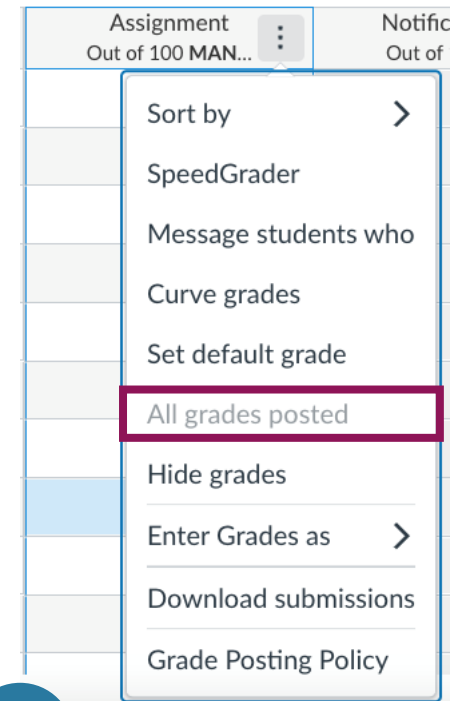 Assignment
Out of 100 MAN...
Notific
Out of
Sort by
SpeedGrader
Message students who
Curve grades
Set default grade
All grades posted
Hide grades
Enter Grades as
Download submissions
Grade Posting Policy